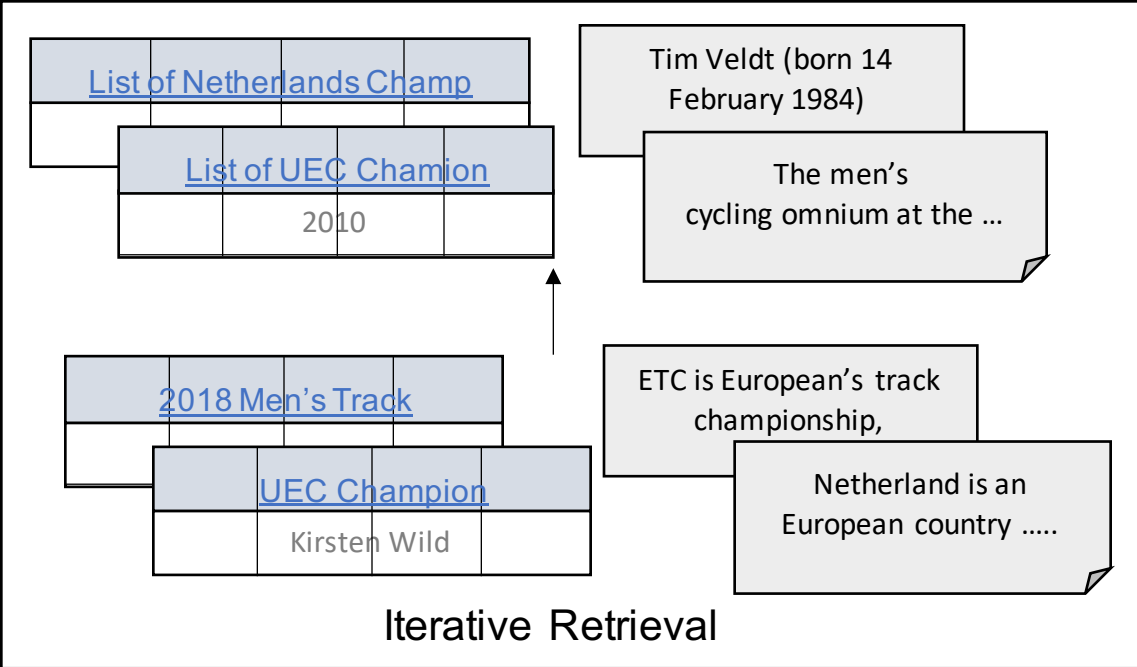 List of Netherlands Champ
List of UEC Chamion
2010
Tim Veldt (born 14
February 1984)
The men's
cycling omnium at the ...
2018 Men's Track
UEC Champion
Kirsten Wild
ETC is European's track
championship,
Netherland is an
European country .....
Iterative Retrieval